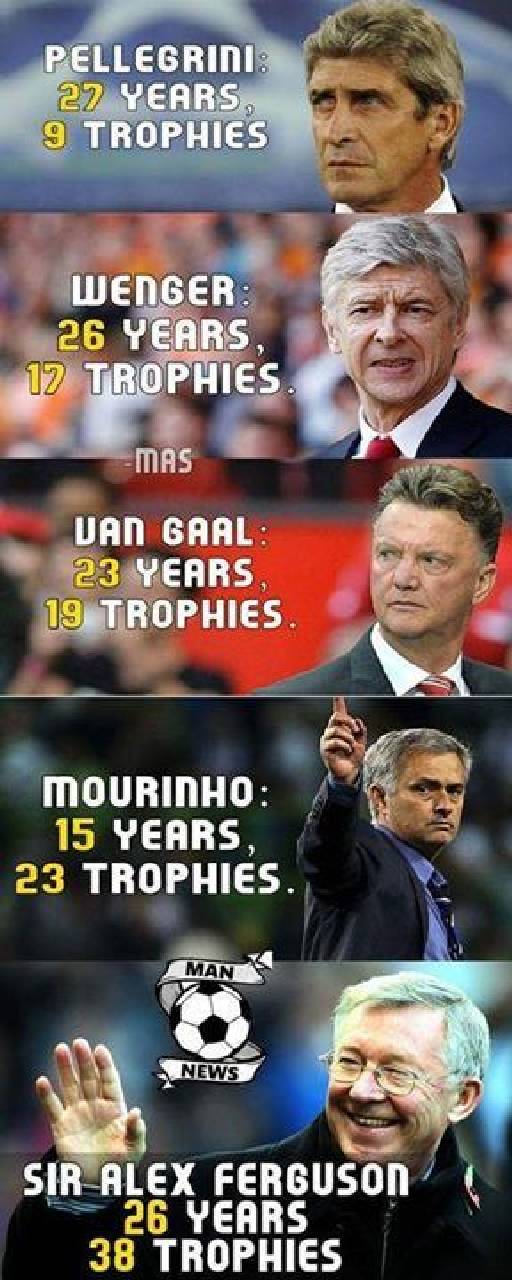 PELLEGRINI:
27 YEARS,
9 TROPHIES
WENGER:
26 YEARS,
17 TROPHIES.
-MAS
VAN GAAL:
23 YEARS,
19 TROPHIES.
MOURINHO:
15 YEARS,
23 TROPHIES.
MAN
NEWS
SIR ALEX FERGUSON
26 YEARS
38 TROPHIES